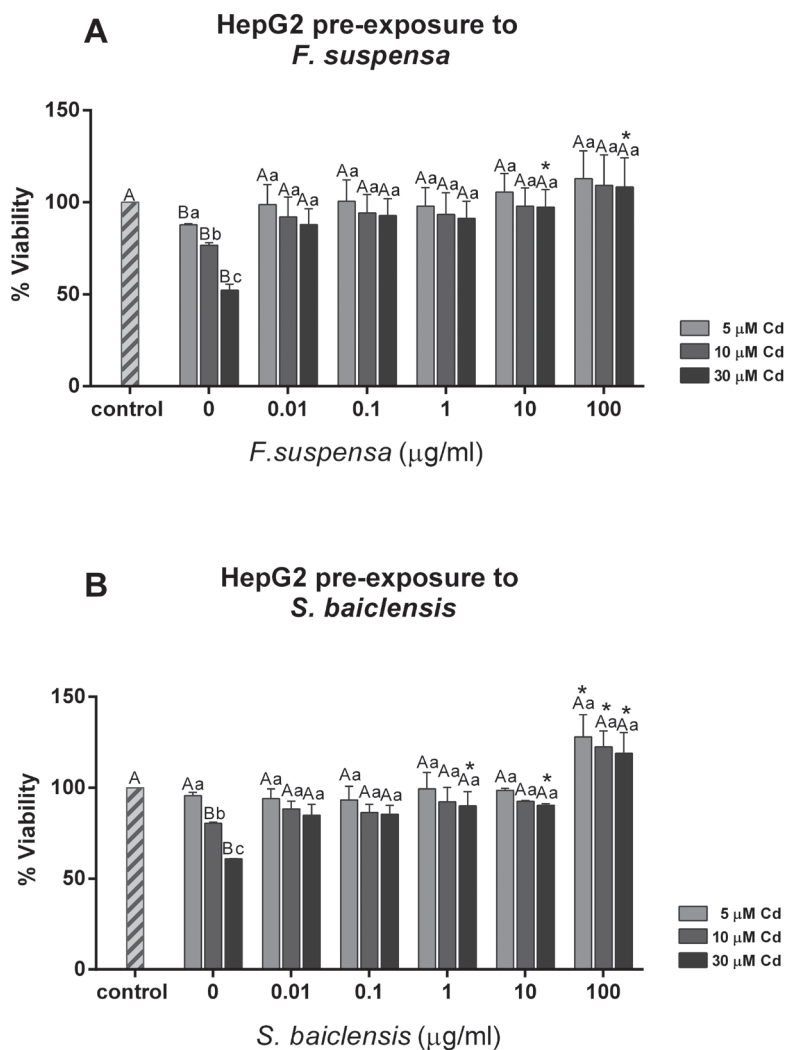 A
HepG2 pre-exposure to
F. suspensa
% Viability
150
100
50
0
A
Ba
Bb
Bc
Aa
Aa
Aa
Aa
Aa
Aa
Aa
Aa
Aa
Aa
Aa
*
Aa
Aa
Aa
*
Aa
control
0
0.01
0.1
1
10
100
F.suspensa (μg/ml)
5 μM Cd
10 μM Cd
30 μM Cd
B
HepG2 pre-exposure to
S. baiclensis
% Viability
150
100
50
0
A
Aa
Bb
Bc
Aa
Aa
Aa
Aa
Aa
Aa
Aa
Aa
*
Aa
Aa
Aa
*
Aa
*
Aa
*
Aa
*
Aa
control
0
0.01
0.1
1
10
100
S. baiclensis (μg/ml)
5 μM Cd
10 μM Cd
30 μM Cd